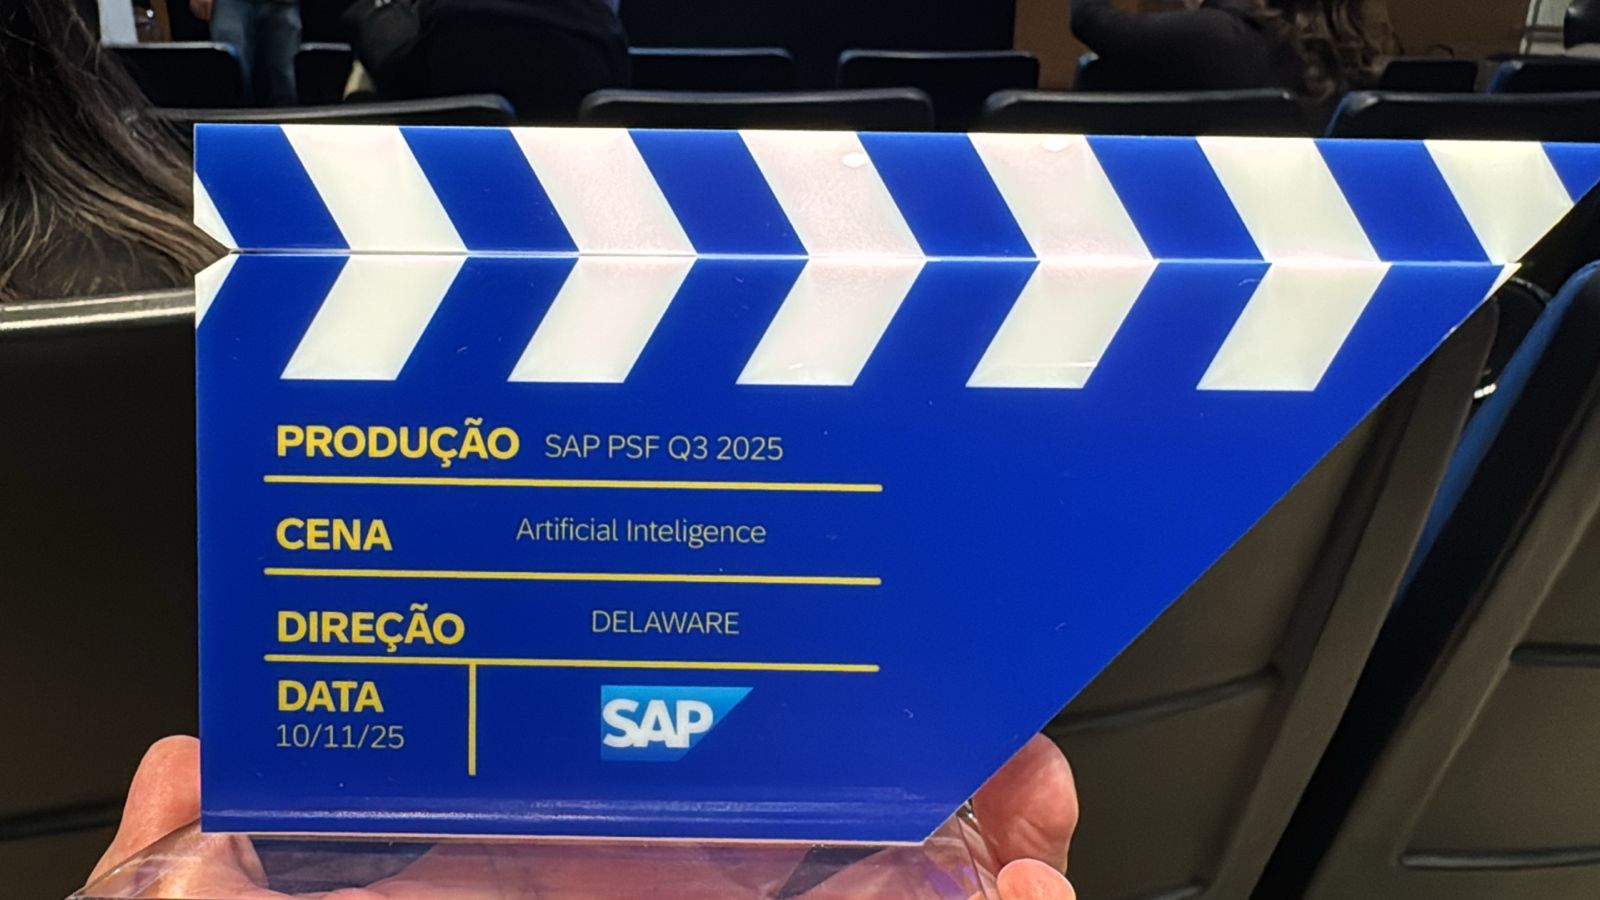 PRODUÇÃO SAP PSF Q3 2025
CENA Artificial Inteligence
DIREÇÃO DELAWARE
DATA
10/11/25
SAP